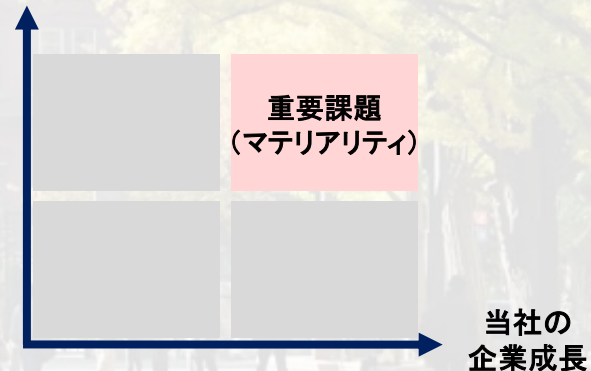 重要課題
（マテリアリティ）
当社の
企業成長